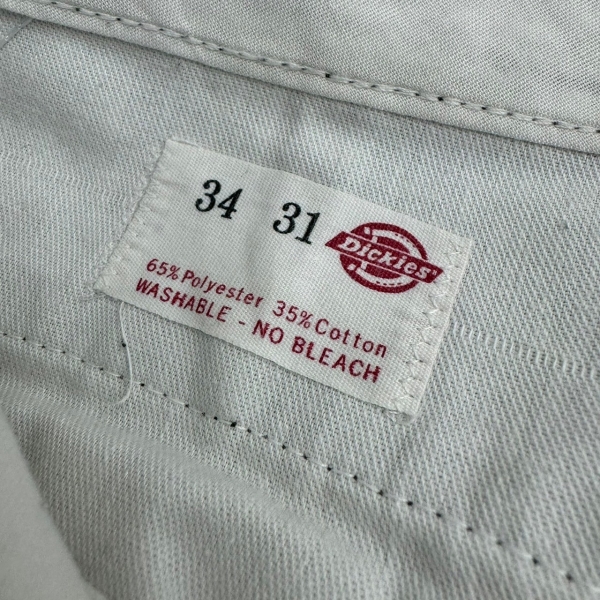 34 31
Dickies
65% Polyester 35% Cotton
WASHABLE - NO BLEACH